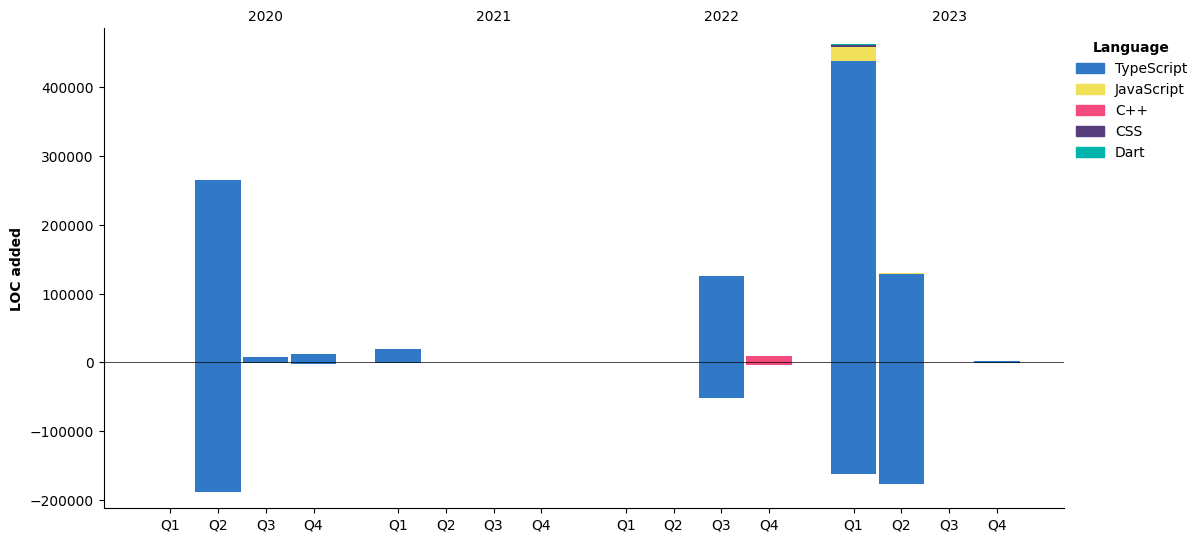 2020 2021 2022 2023
Language
TypeScript
JavaScript
C++
CSS
Dart
LOC added
400000
300000
200000
100000
0
−100000
−200000
Q1 Q2 Q3 Q4 Q1 Q2 Q3 Q4 Q1 Q2 Q3 Q4 Q1 Q2 Q3 Q4